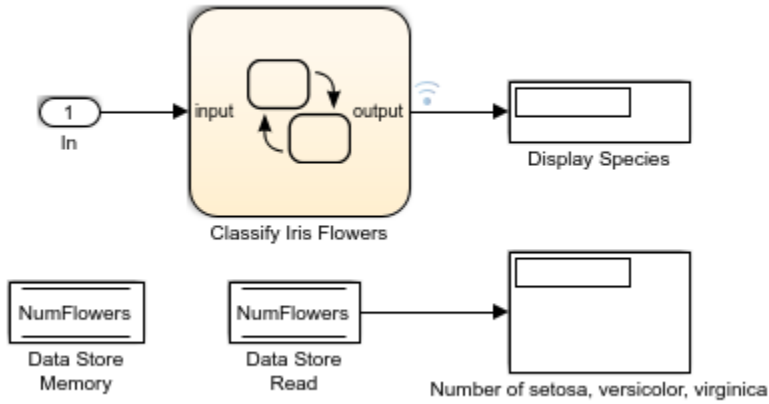 1
In
input
output
Classify Iris Flowers
Display Species
NumFlowers
Data Store
Memory
NumFlowers
Data Store
Read
Number of setosa, versicolor, virginica